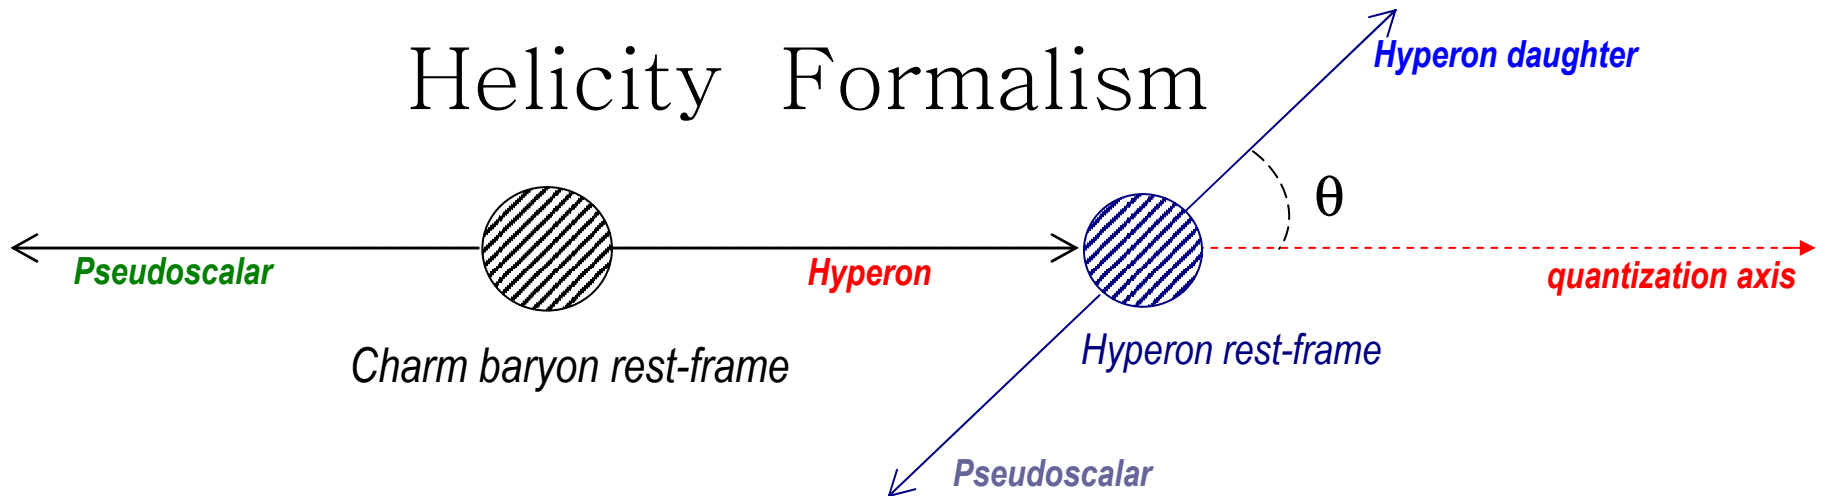 Helicity Formalism
Hyperon daughter
θ
Pseudoscalar
Hyperon
quantization axis
Charm baryon rest-frame
Hyperon rest-frame
Pseudoscalar